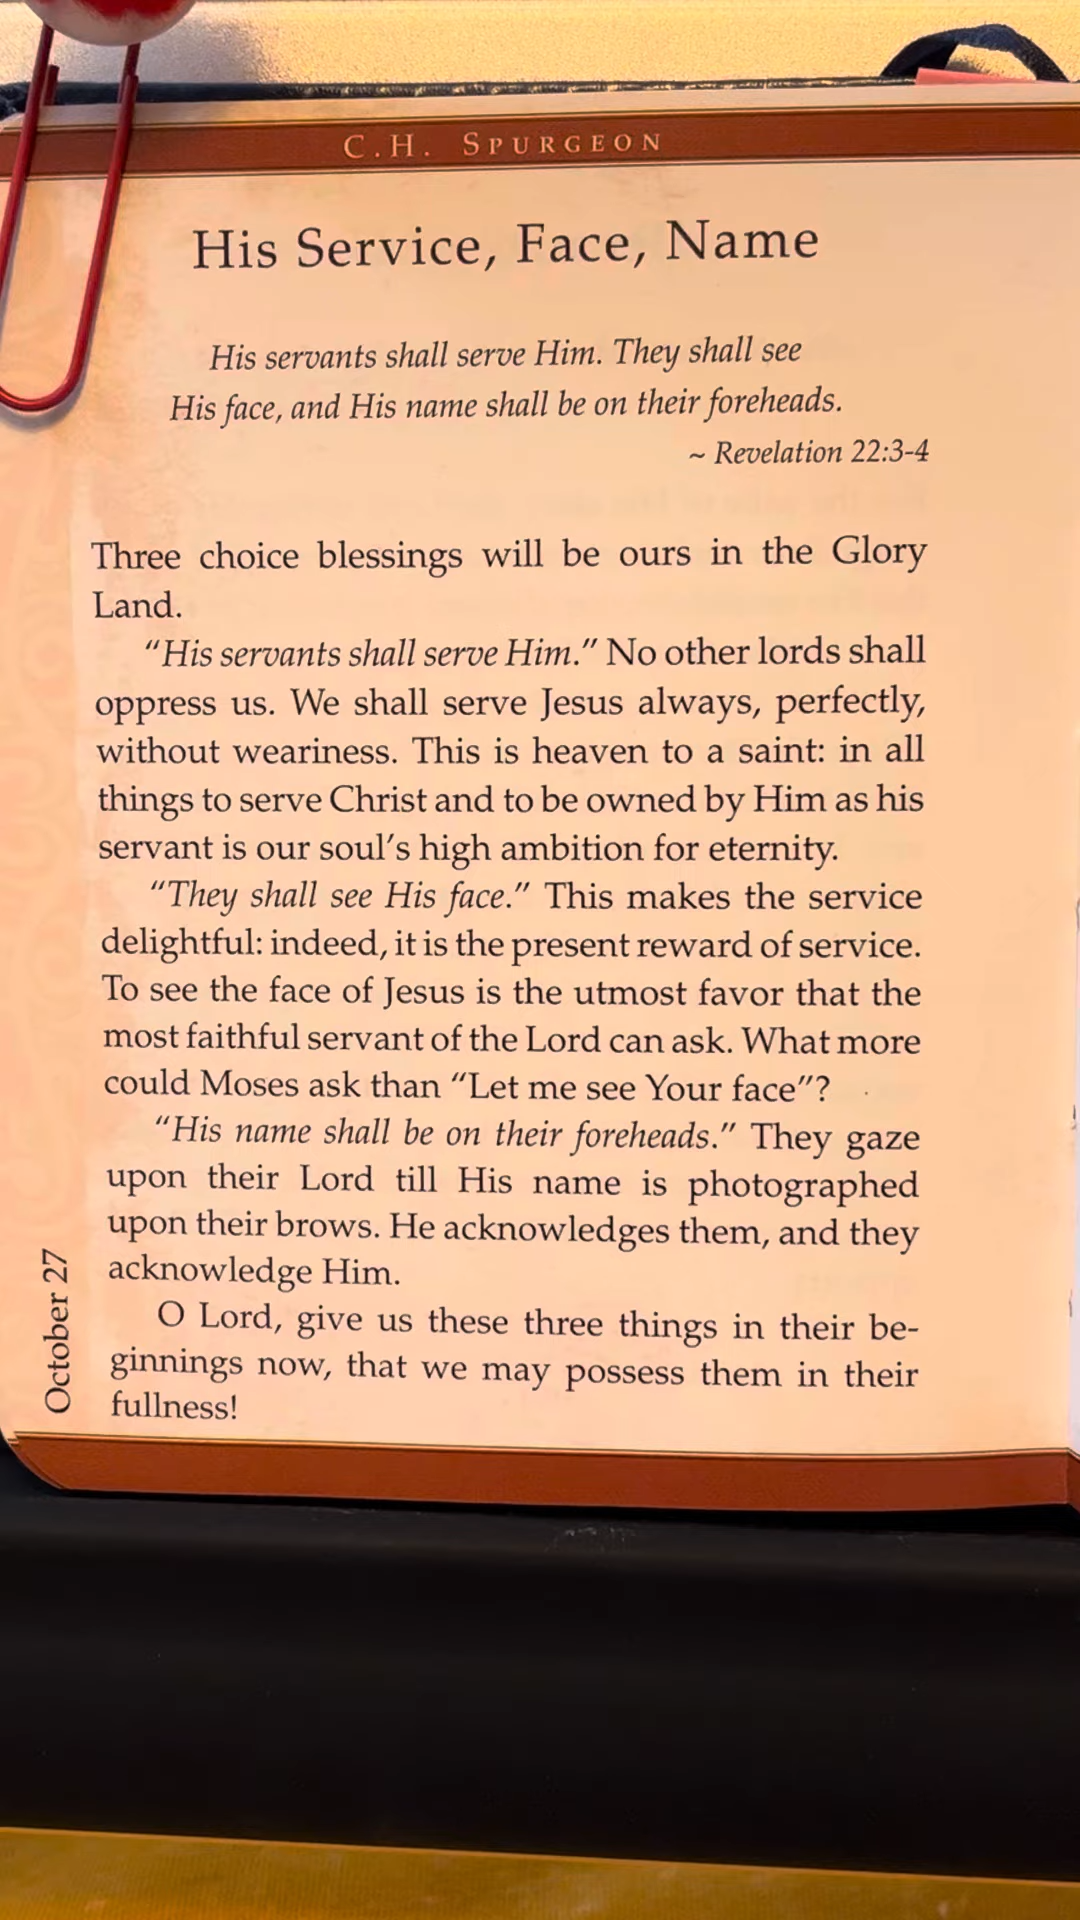 C.H. Spurgeon
His Service, Face, Name
His servants shall serve Him. They shall see
His face, and His name shall be on their foreheads.
~ Revelation 22:3-4
Three choice blessings will be ours in the Glory
Land.
“His servants shall serve Him.” No other lords shall
oppress us. We shall serve Jesus always, perfectly,
without weariness. This is heaven to a saint: in all
things to serve Christ and to be owned by Him as his
servant is our soul’s high ambition for eternity.
“They shall see His face.” This makes the service
delightful: indeed, it is the present reward of service.
To see the face of Jesus is the utmost favor that the
most faithful servant of the Lord can ask. What more
could Moses ask than “Let me see Your face”?
“His name shall be on their foreheads.” They gaze
upon their Lord till His name is photographed
upon their brows. He acknowledges them, and they
acknowledge Him.
O Lord, give us these three things in their be-
ginnings now, that we may possess them in their
fullness!
October 27